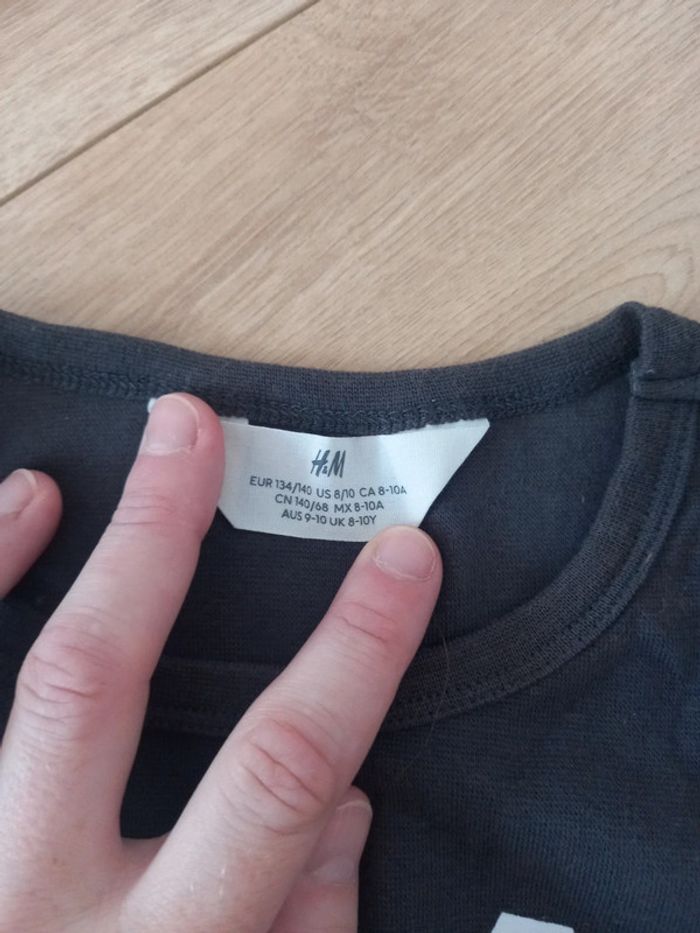 H&M
EUR 134/140 US 8/10 CA 8-10A
CN 140/68 MX 8-10A
AUS 9-10 UK 8-10Y